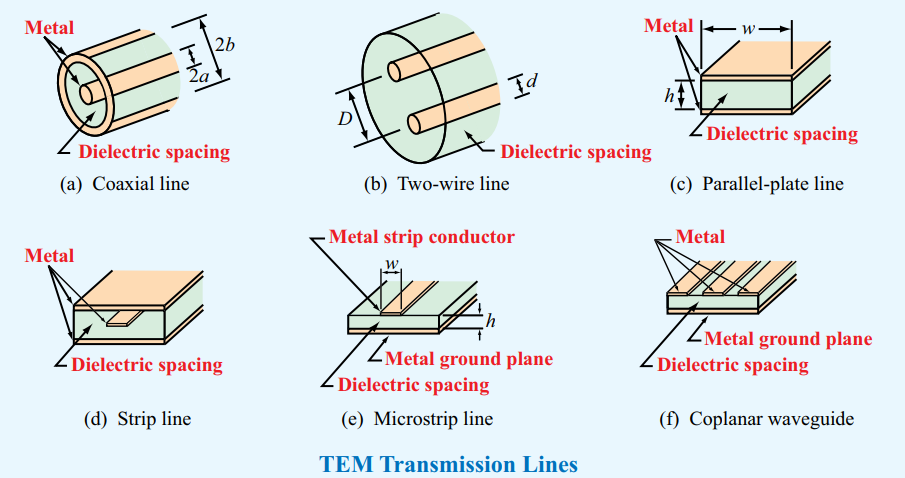 Metal
2b
2a
Dielectric spacing
(a) Coaxial line
D
d
Dielectric spacing
(b) Two-wire line
Metal
w
h
Dielectric spacing
(c) Parallel-plate line
Metal
Dielectric spacing
(d) Strip line
Metal strip conductor
w
h
Metal ground plane
Dielectric spacing
(e) Microstrip line
Metal
Metal ground plane
Dielectric spacing
(f) Coplanar waveguide
TEM Transmission Lines